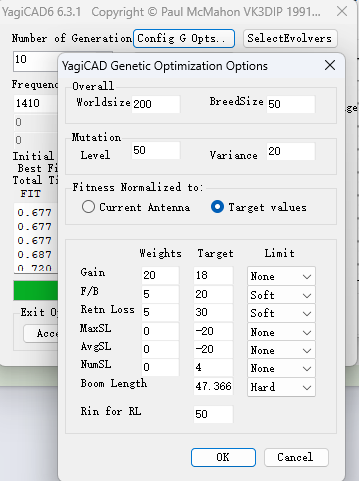 YagiCAD6 6.3.1 Copyright © Paul McMahon VK3DIP 1991...
Number of Generation Config G Opts.. SelectEvolvers
10
Frequenc
1410
0
0
Initial
Best Fi
Total Ti
FIT
0.677
0.677
0.677
0.687
0.720
Exit Op
Acce
YagiCAD Genetic Optimization Options
Overall
Worldsize 200 BreedSize 50
Mutation
Level 50 Variance 20
Fitness Normalized to:
Current Antenna Target values
Weights Target Limit
Gain 20 18 None
F/B 5 20 Soft
Retn Loss 5 30 Soft
MaxSL 0 -20 None
AvgSL 0 -20 None
NumSL 0 4 None
Boom Length 47.366 Hard
Rin for RL 50
OK Cancel